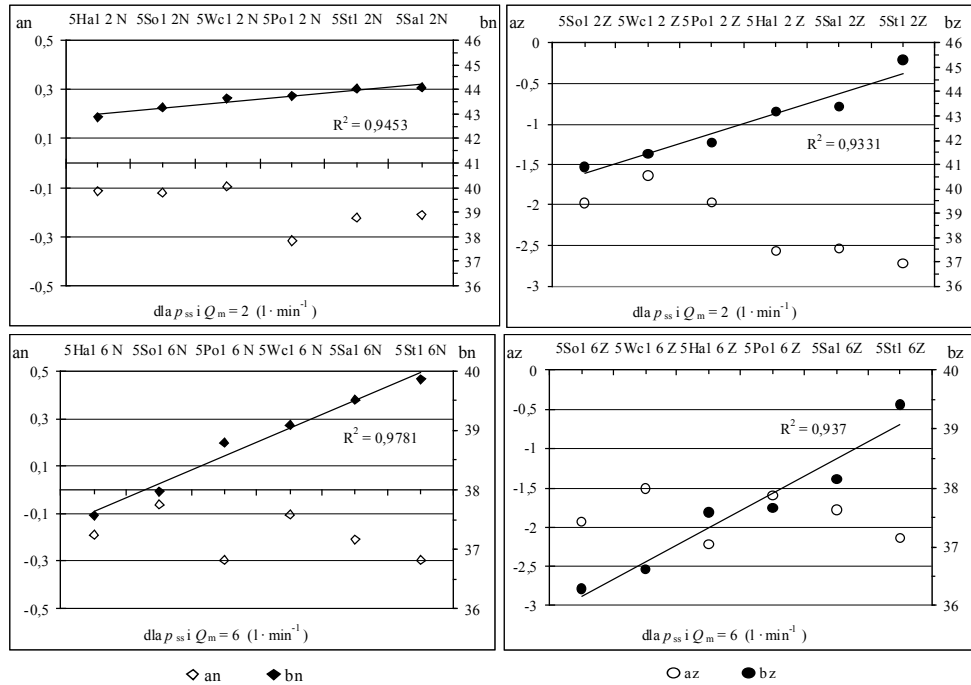 an 5Ha1 2 N 5So1 2N 5Wc1 2 N 5Po1 2 N 5St1 2N 5Sa1 2N bn
0,5 46
45
0,3 44
43
0,1 R² = 0,9453 42
41
-0,1 40
39
-0,3 38
37
-0,5 36
dla p ss i Q m = 2 (l · min⁻¹)
az 5So1 2 Z 5Wc1 2Z 5Po1 2 Z 5Ha1 2 Z 5Sa1 2Z 5St1 2Z bz
0 46
-0,5 45
44
-1 43
42
-1,5 R² = 0,9331 41
40
-2 39
-2,5 38
37
-3 36
dla p ss i Q m = 2 (l · min⁻¹)
an 5Ha1 6 N 5So1 6N 5Po1 6 N 5Wc1 6 N 5Sa1 6N 5St1 6N bn
0,5 40
0,3 39
R² = 0,9781
0,1
38
-0,1
37
-0,3
-0,5 36
dla p ss i Q m = 6 (l · min⁻¹)
az 5So1 6Z 5Wc1 6 Z 5Ha1 6 Z 5Po1 6 Z 5Sa1 6Z 5St1 6Z bz
0 40
-0,5 39
R² = 0,937
-1
-1,5 38
-2 37
-2,5
-3 36
dla p ss i Q m = 6 (l · min⁻¹)
an bn
az bz